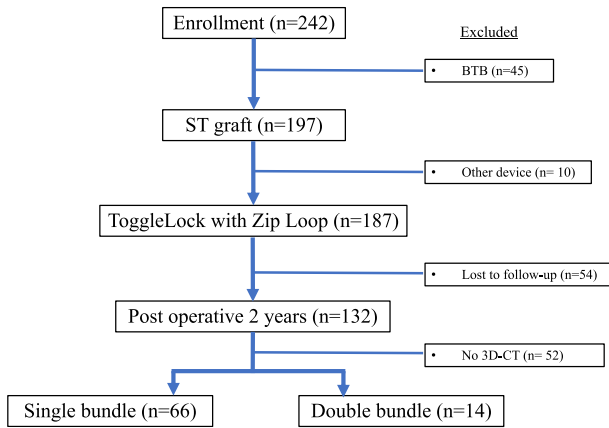 Enrollment (n=242)
Excluded
• BTB (n=45)
ST graft (n=197)
• Other device (n= 10)
ToggleLock with Zip Loop (n=187)
• Lost to follow-up (n=54)
Post operative 2 years (n=132)
• No 3D-CT (n= 52)
Single bundle (n=66)
Double bundle (n=14)